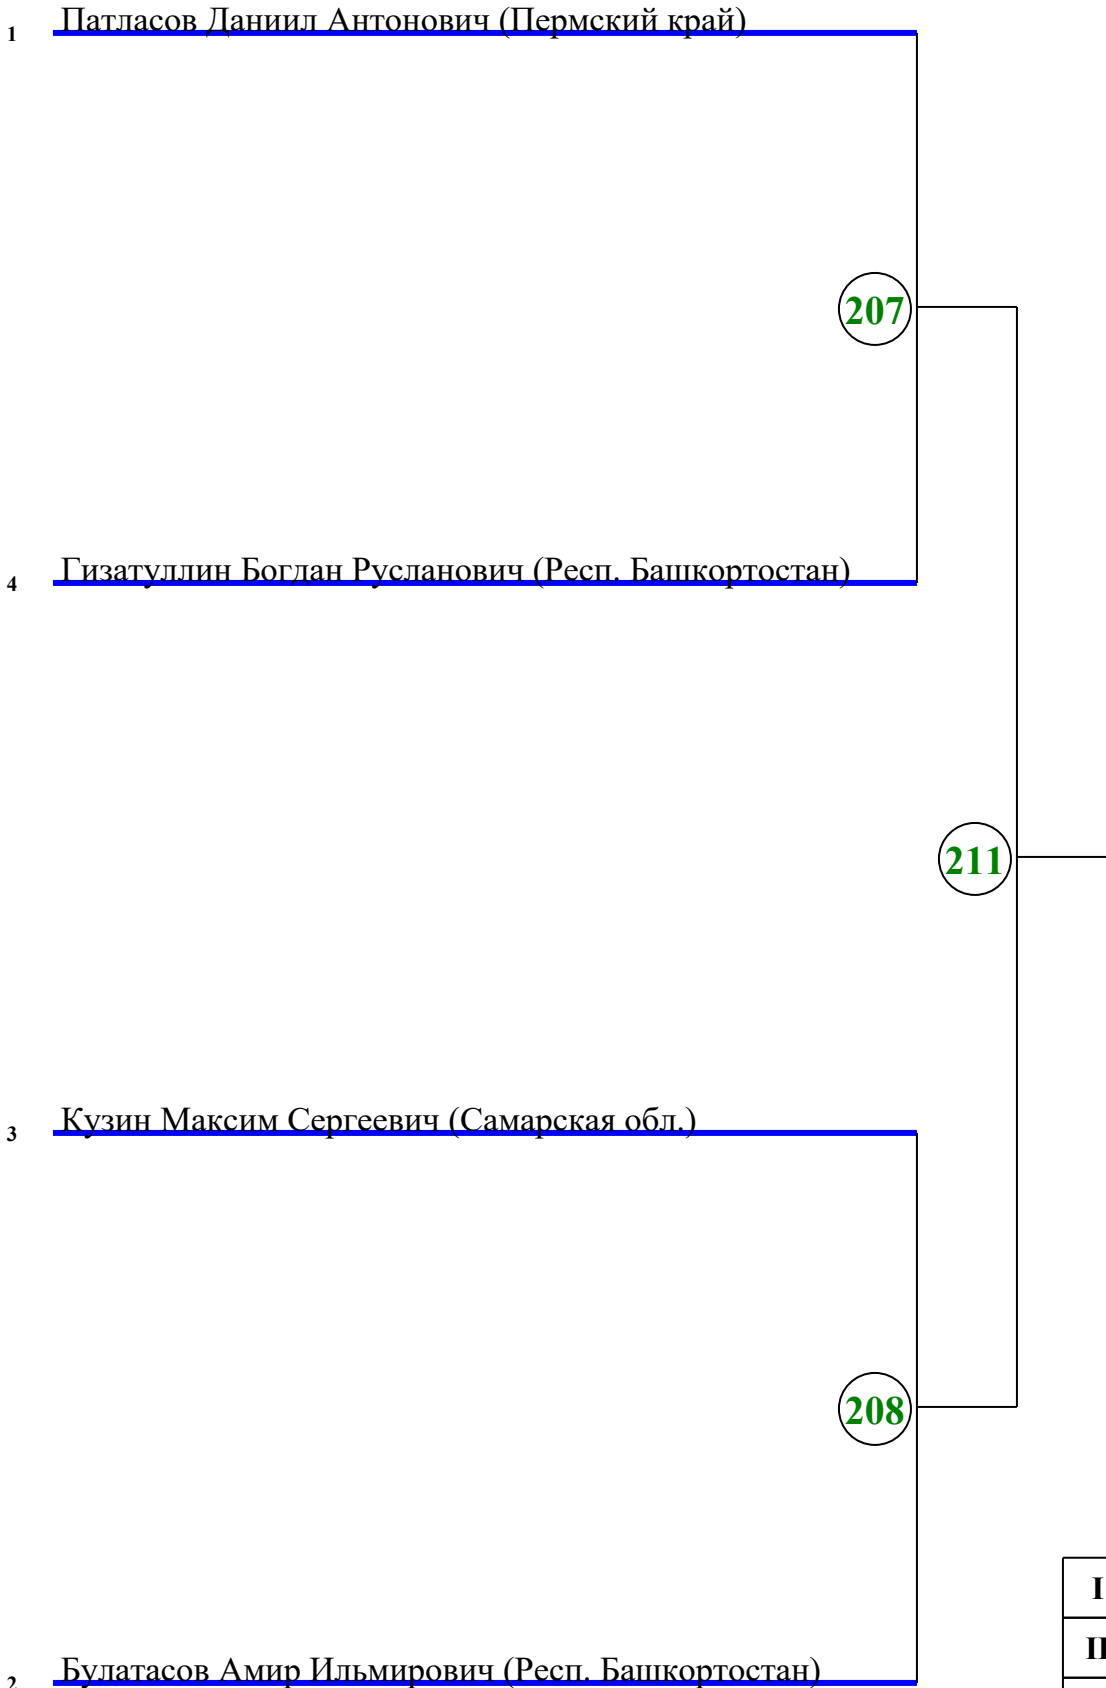 1 Патласов Даниил Антонович (Пермский край)
207
4 Гизатуллин Богдан Русланович (Респ. Башкортостан)
211
3 Кузин Максим Сергеевич (Самарская обл.)
208
I
II
2 Булатасов Амир Ильмирович (Респ. Башкортостан)